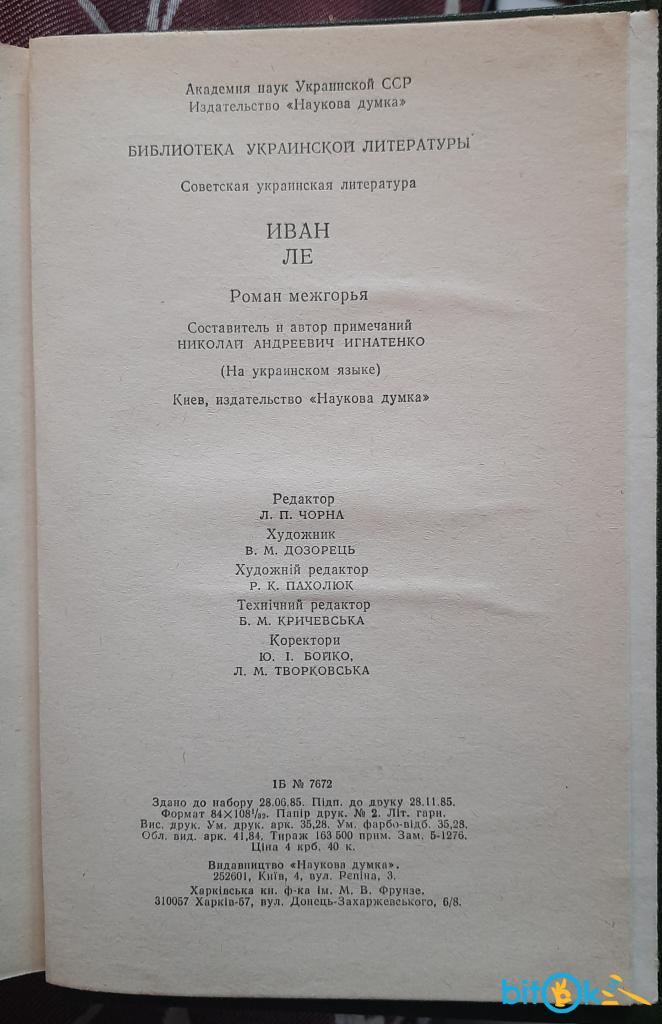 Академия наук Украинской ССР
Издательство «Наукова думка»
БИБЛИОТЕКА УКРАИНСКОЙ ЛИТЕРАТУРЫ
Советская украинская литература
ИВАН
ЛЕ
Роман межгорья
Составитель и автор примечаний
НИКОЛАЙ АНДРЕЕВИЧ ИГНАТЕНКО
(На украинском языке)
Киев, издательство «Наукова думка»
Редактор
Л. П. ЧОРНА
Художник
В. М. ДОЗОРЕЦЬ
Художній редактор
Р. К. ПАХОЛЮК
Технічний редактор
Б. М. КРИЧЕВСЬКА
Коректори
Ю. І. БОЙКО,
Л. М. ТВОРКОВСЬКА
ІБ № 7672
Здано до набору 28.06.85. Підп. до друку 28.11.85.
Формат 84×108¹/₃₂. Папір друк. № 2. Літ. гарн.
Вис. друк. Ум. друк. арк. 35,28. Ум. фарбо-відб. 35,28.
Обл. вид. арк. 41,84. Тираж 163 500 прим. Зам. 5-1276.
Ціна 4 крб. 40 к.
Видавництво «Наукова думка».
252601, Київ, 4, вул. Рєпіна, 3.
Харківська кн. ф-ка ім. М. В. Фрунзе.
310057 Харків-57, вул. Донець-Захаржевського, 6/8.
bitok